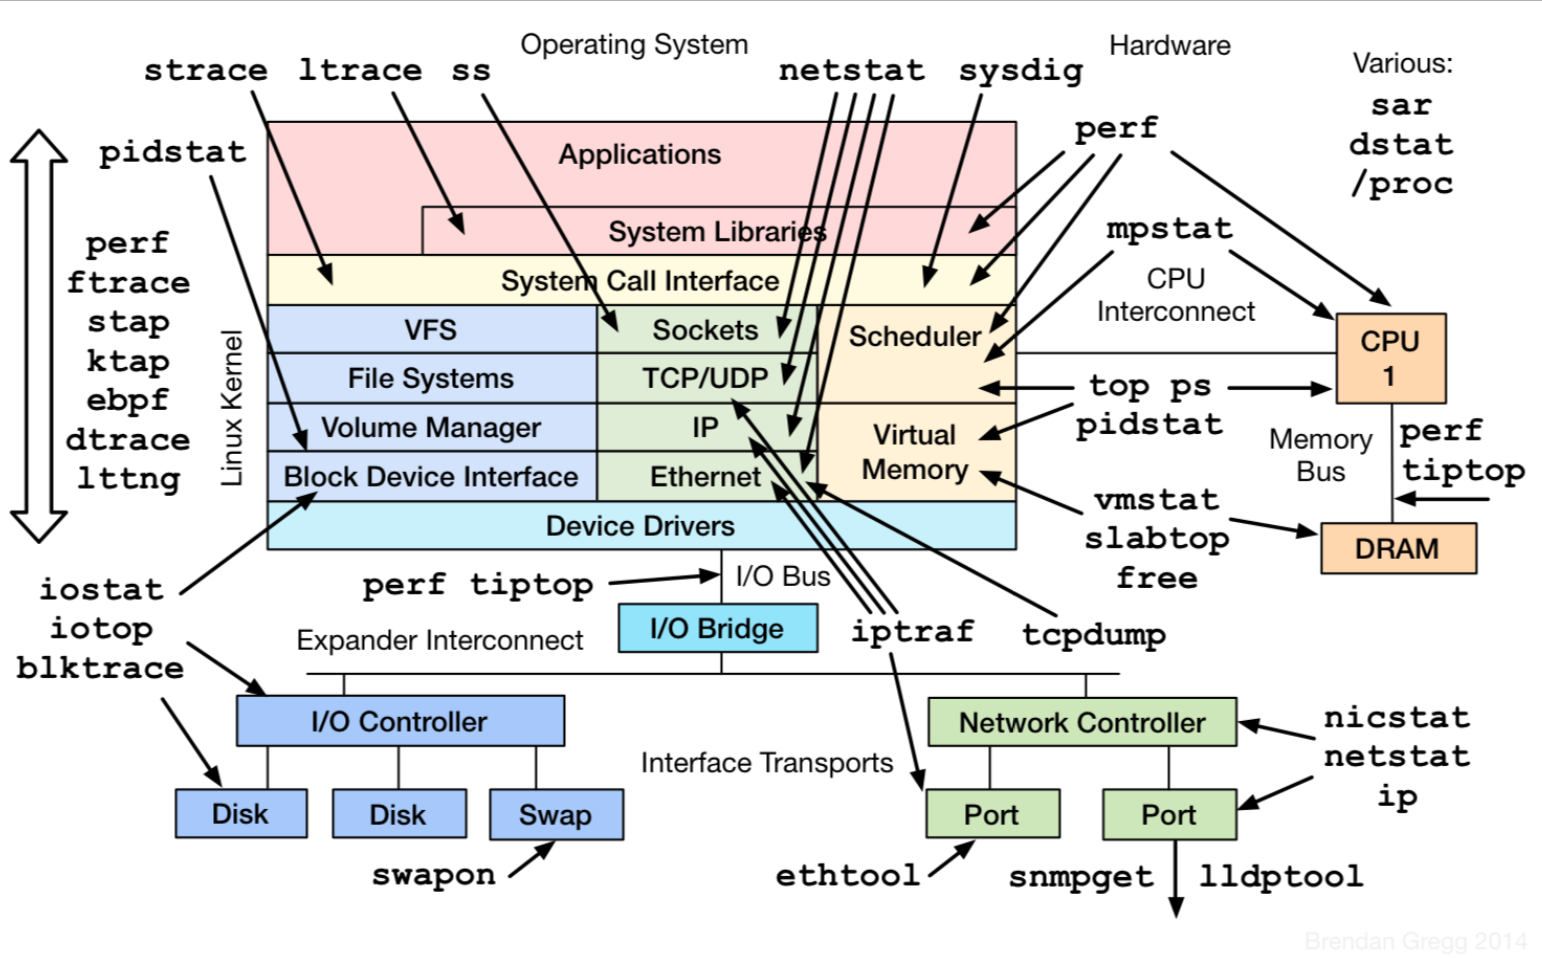 Operating System
Hardware
strace ltrace ss
netstat sysdig
Various:
sar
dstat
/proc
perf
pidstat
Applications
System Libraries
mpstat
perf
ftrace
stap
ktap
ebpf
dtrace
lttng
Linux Kernel
System Call Interface
CPU
Interconnect
VFS
Sockets
Scheduler
CPU
1
File Systems
TCP/UDP
top ps
pidstat
Volume Manager
IP
Virtual
Memory
Memory
Bus
perf
tiptop
Block Device Interface
Ethernet
vmstat
slabtop
free
Device Drivers
DRAM
iostat
iotop
blktrace
perf tiptop
I/O Bus
I/O Bridge
iptraf
tcpdump
Expander Interconnect
I/O Controller
Network Controller
nicstat
netstat
ip
Interface Transports
Disk
Disk
Swap
Port
Port
swapon
ethtool
snmpget
lldptool
Brendan Gregg 2014